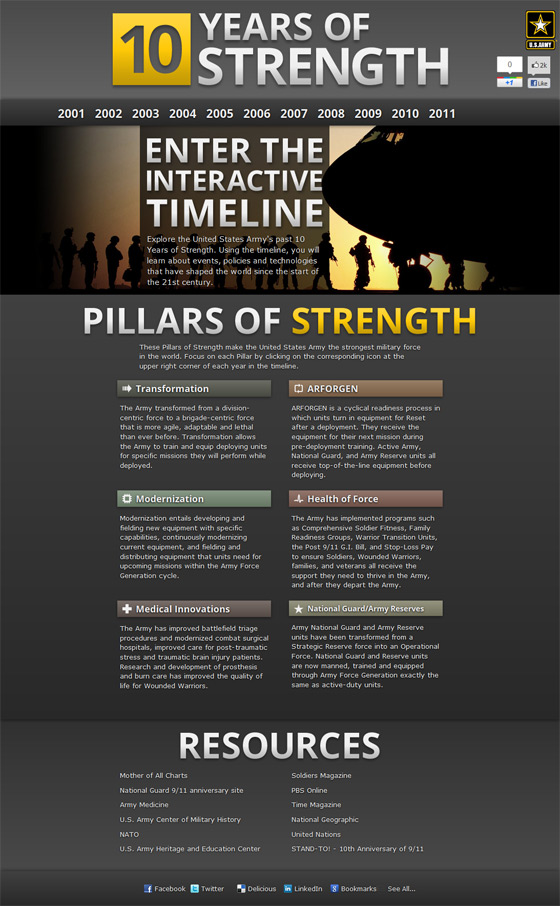 10 YEARS OF
STRENGTH
U.S.ARMY
0
2k
+1
Like
2001 2002 2003 2004 2005 2006 2007 2008 2009 2010 2011
ENTER THE
INTERACTIVE
TIMELINE
Explore the United States Army's past 10
Years of Strength. Using the timeline, you will
learn about events, policies and technologies
that have shaped the world since the start of
the 21st century.
PILLARS OF STRENGTH
These Pillars of Strength make the United States Army the strongest military force
in the world. Focus on each Pillar by clicking on the corresponding icon at the
upper right corner of each year in the timeline.
Transformation
The Army transformed from a division-
centric force to a brigade-centric force
that is more agile, adaptable and lethal
than ever before. Transformation allows
the Army to train and equip deploying units
for specific missions they will perform while
deployed.
ARFORGEN
ARFORGEN is a cyclical readiness process in
which units turn in equipment for Reset
after a deployment. They receive the
equipment for their next mission during
pre-deployment training. Active Army,
National Guard, and Army Reserve units all
receive top-of-the-line equipment before
deploying.
Modernization
Modernization entails developing and
fielding new equipment with specific
capabilities, continuously modernizing
current equipment, and fielding and
distributing equipment that units need for
upcoming missions within the Army Force
Generation cycle.
Health of Force
The Army has implemented programs such
as Comprehensive Soldier Fitness, Family
Readiness Groups, Warrior Transition Units,
the Post 9/11 G.I. Bill, and Stop-Loss Pay
to ensure Soldiers, Wounded Warriors,
families, and veterans all receive the
support they need to thrive in the Army,
and after they depart the Army.
Medical Innovations
The Army has improved battlefield triage
procedures and modernized combat surgical
hospitals, improved care for post-traumatic
stress and traumatic brain injury patients.
Research and development of prosthesis
and burn care has improved the quality of
life for Wounded Warriors.
National Guard/Army Reserves
Army National Guard and Army Reserve
units have been transformed from a
Strategic Reserve force into an Operational
Force. National Guard and Reserve units
are now manned, trained and equipped
through Army Force Generation exactly the
same as active-duty units.
RESOURCES
Mother of All Charts
National Guard 9/11 anniversary site
Army Medicine
U.S. Army Center of Military History
NATO
U.S. Army Heritage and Education Center
Soldiers Magazine
PBS Online
Time Magazine
National Geographic
United Nations
STAND-TO! - 10th Anniversary of 9/11
Facebook Twitter Delicious LinkedIn Bookmarks See All...